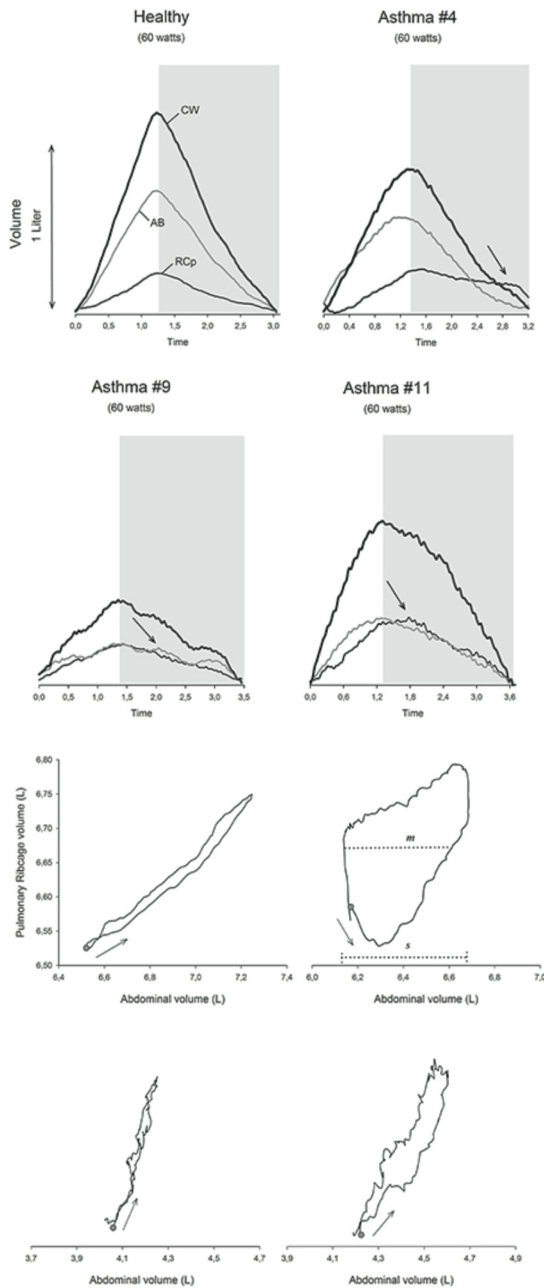 Healthy
(60 watts)
Asthma #4
(60 watts)
Volume
1 Liter
CW
AB
RCp
0,0 0,5 1,0 1,5 2,0 2,5 3,0
Time
0,0 0,4 0,8 1,2 1,6 2,0 2,4 2,8 3,2
Time
Asthma #9
(60 watts)
Asthma #11
(60 watts)
0,0 0,5 1,0 1,5 2,0 2,5 3,0 3,5
Time
0,0 0,6 1,2 1,8 2,4 3,0 3,6
Time
Pulmonary Ribcage volume (L)
6,80
6,75
6,70
6,65
6,60
6,55
6,50
6,4 6,6 6,8 7,0 7,2 7,4
Abdominal volume (L)
m
s
6,0 6,2 6,4 6,6 6,8
Abdominal volume (L)
3,7 3,9 4,1 4,3 4,5 4,7
Abdominal volume (L)
3,9 4,1 4,3 4,5 4,7 4,9
Abdominal volume (L)